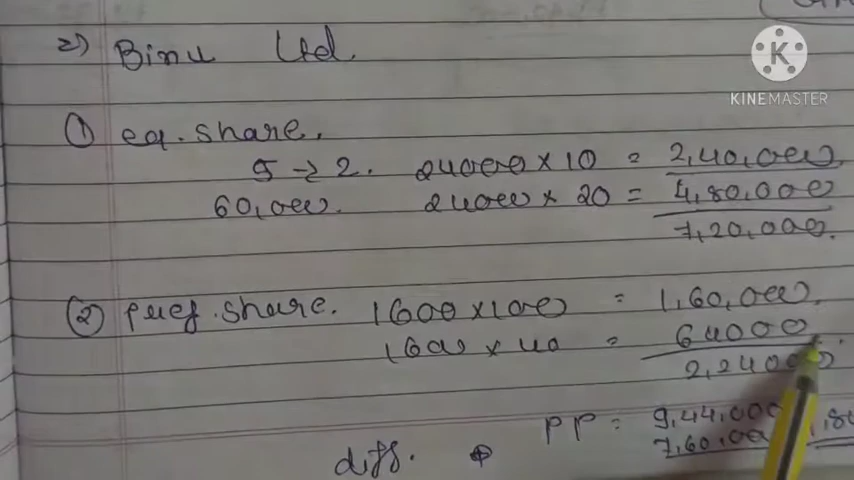 2) Binu Ltd.
KINEMASTER
① eq. share.
5 → 2. 24000 × 10 = 2,40,000
60,000. 24000 × 20 = 4,80,000
7,20,000.
② Pref. share. 1600 × 100 = 1,60,000.
1600 × 40 = 64000
2,24000
PP = 9,44,000
diff. 7,60,00